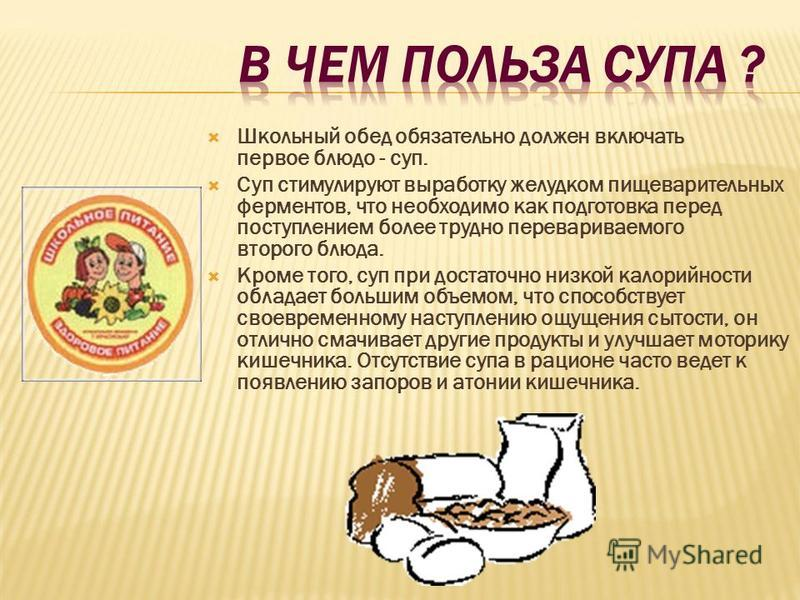 В ЧЕМ ПОЛЬЗА СУПА ?
Школьный обед обязательно должен включать
первое блюдо - суп.
Суп стимулируют выработку желудком пищеварительных
ферментов, что необходимо как подготовка перед
поступлением более трудно перевариваемого
второго блюда.
Кроме того, суп при достаточно низкой калорийности
обладает большим объемом, что способствует
своевременному наступлению ощущения сытости, он
отлично смачивает другие продукты и улучшает моторику
кишечника. Отсутствие супа в рационе часто ведет к
появлению запоров и атонии кишечника.
ШКОЛЬНОЕ ПИТАНИЕ
ЗДОРОВОЕ ПИТАНИЕ
MyShared